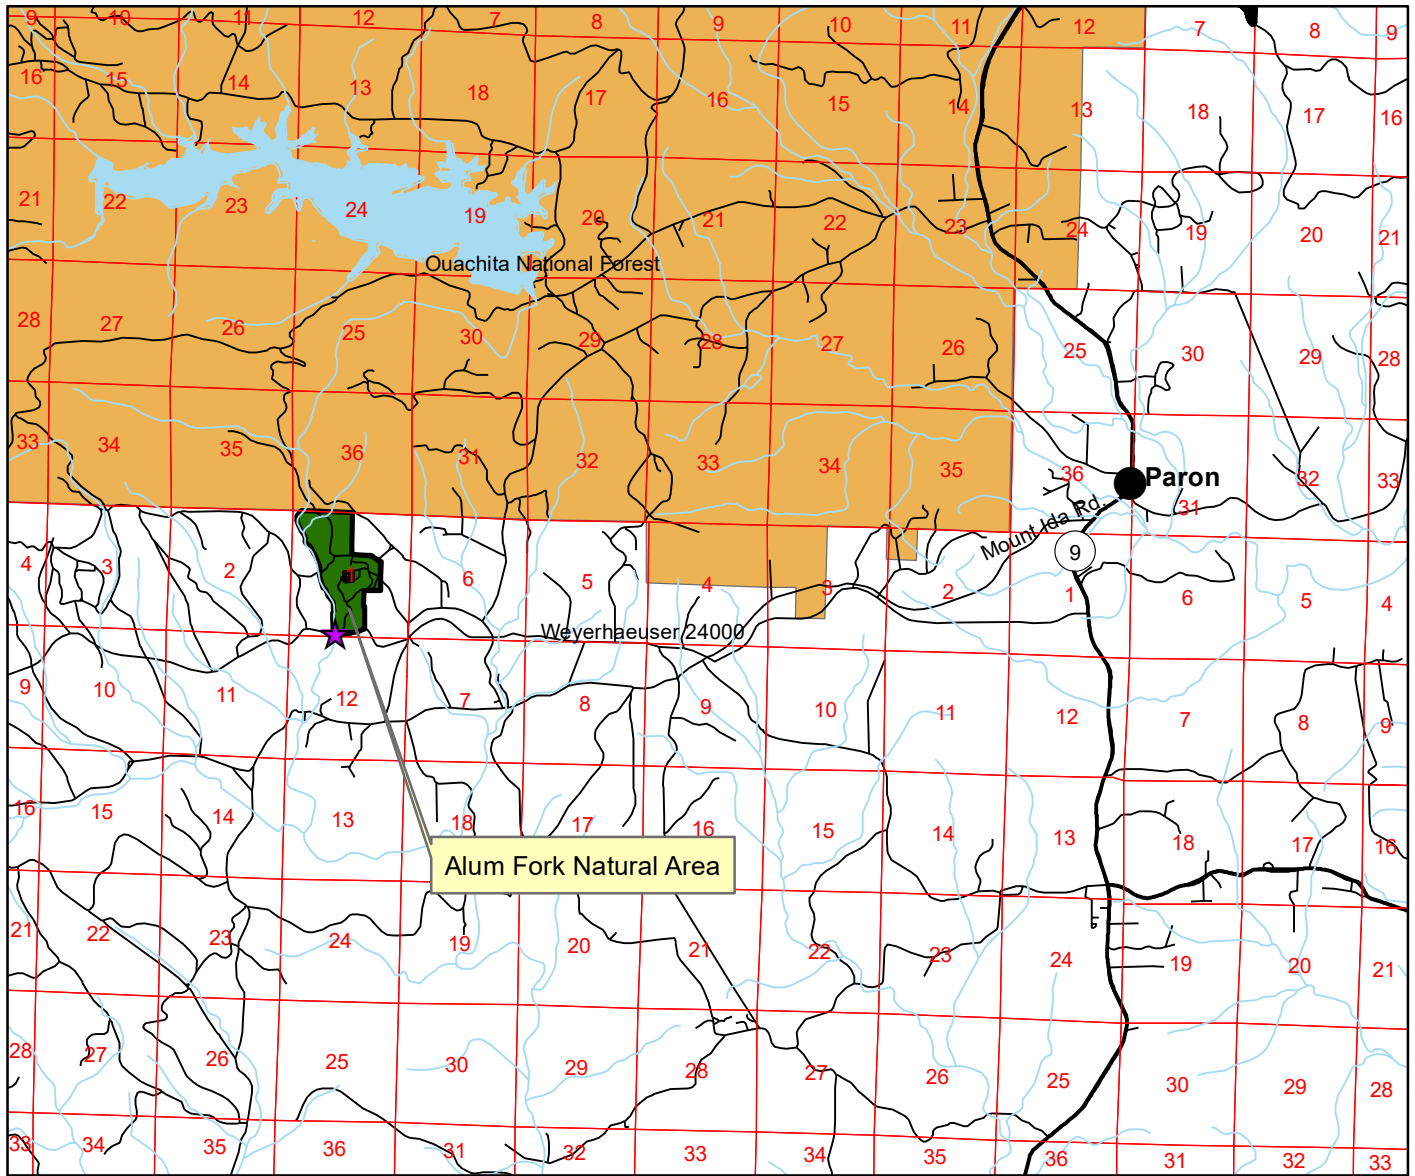 9 10 11 12 7 8 9 10 11 12 7 8 9
16 15 14 13 18 17 16 15 14 13 18 17 16
21 22 23 24 19 20 21 22 23 24 19 20 21
Ouachita National Forest
28 27 26 25 30 29 28 27 26 25 30 29 28
33 34 35 36 31 32 33 34 35 36 31 32 33
Paron
Mount Ida Rd.
9
4 3 2 1 6 5 4 3 2 1 6 5 4
Weyerhaeuser 24000
9 10 11 12 7 8 9 10 11 12 7 8 9
16 15 14 13 18 17 16 15 14 13 18 17 16
Alum Fork Natural Area
21 22 23 24 19 20 21 22 23 24 19 20 21
28 27 26 25 30 29 28 27 26 25 30 29 28
33 34 35 36 31 32 33 34 35 36 31 32 33